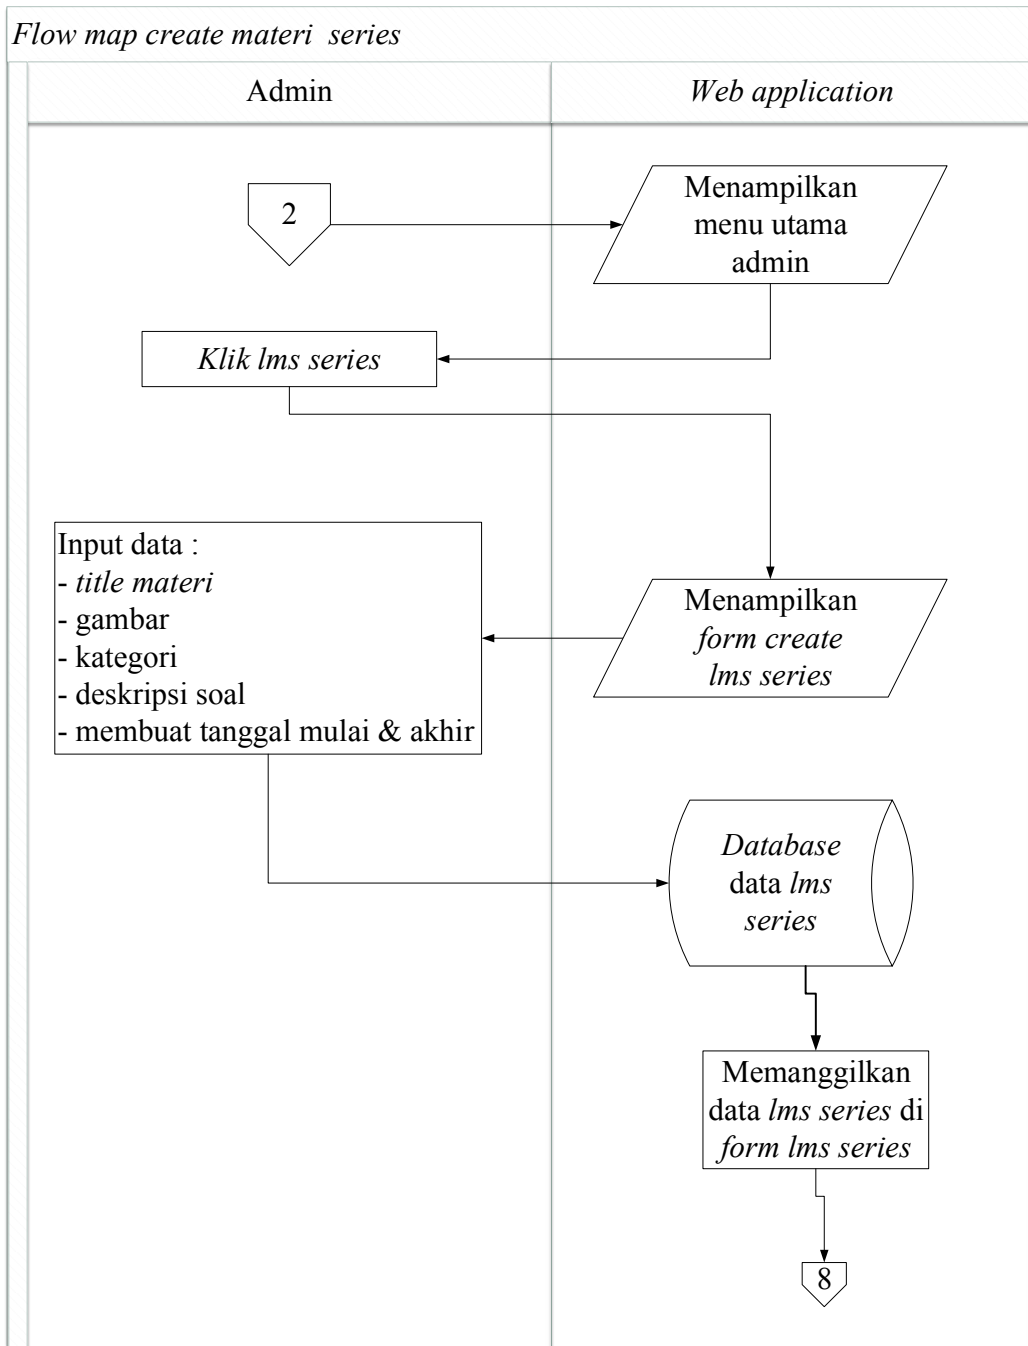 Flow map create materi  series
Admin
Web application
2
Menampilkan
menu utama
admin
Klik lms series
Input data :
- title materi
- gambar
- kategori
- deskripsi soal
- membuat tanggal mulai & akhir
Menampilkan
form create
lms series
Database
data lms
series
Memanggilkan
data lms series di
form lms series
8